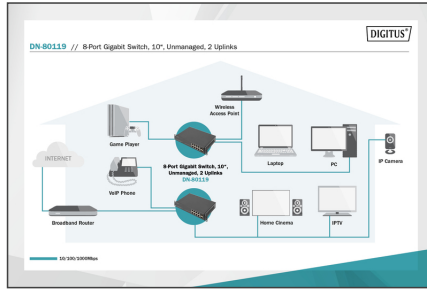 DIGITUS®
DN-80119 // 8-Port Gigabit Switch, 10", Unmanaged, 2 Uplinks
Wireless
Access Point
Game Player
INTERNET
8-Port Gigabit Switch, 10",
Unmanaged, 2 Uplinks
DN-80119
Laptop
PC
IP Camera
VoIP Phone
Broadband Router
Home Cinema
IPTV
10/100/1000Mbps